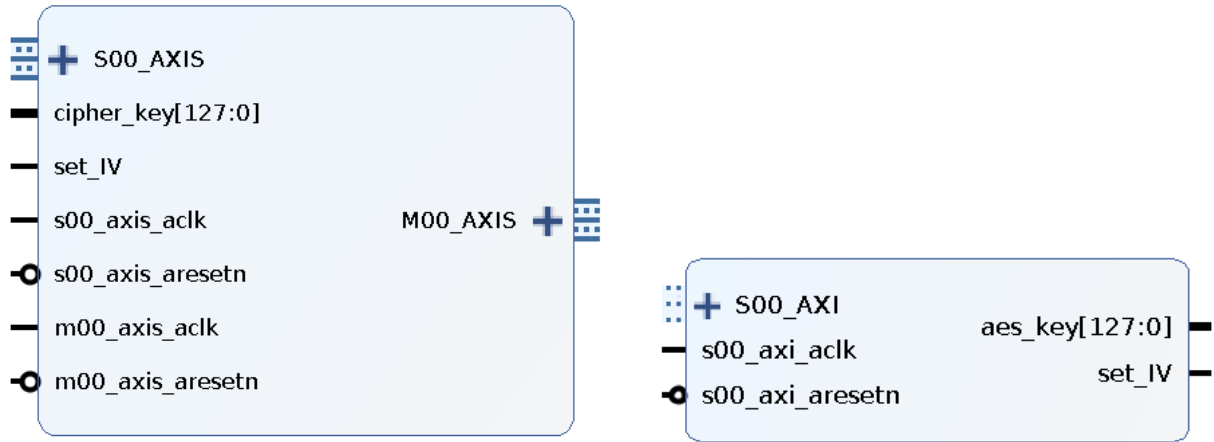 S00_AXIS
cipher_key[127:0]
set_IV
s00_axis_aclk
M00_AXIS
s00_axis_aresetn
m00_axis_aclk
m00_axis_aresetn
S00_AXI
s00_axi_aclk
s00_axi_aresetn
aes_key[127:0]
set_IV